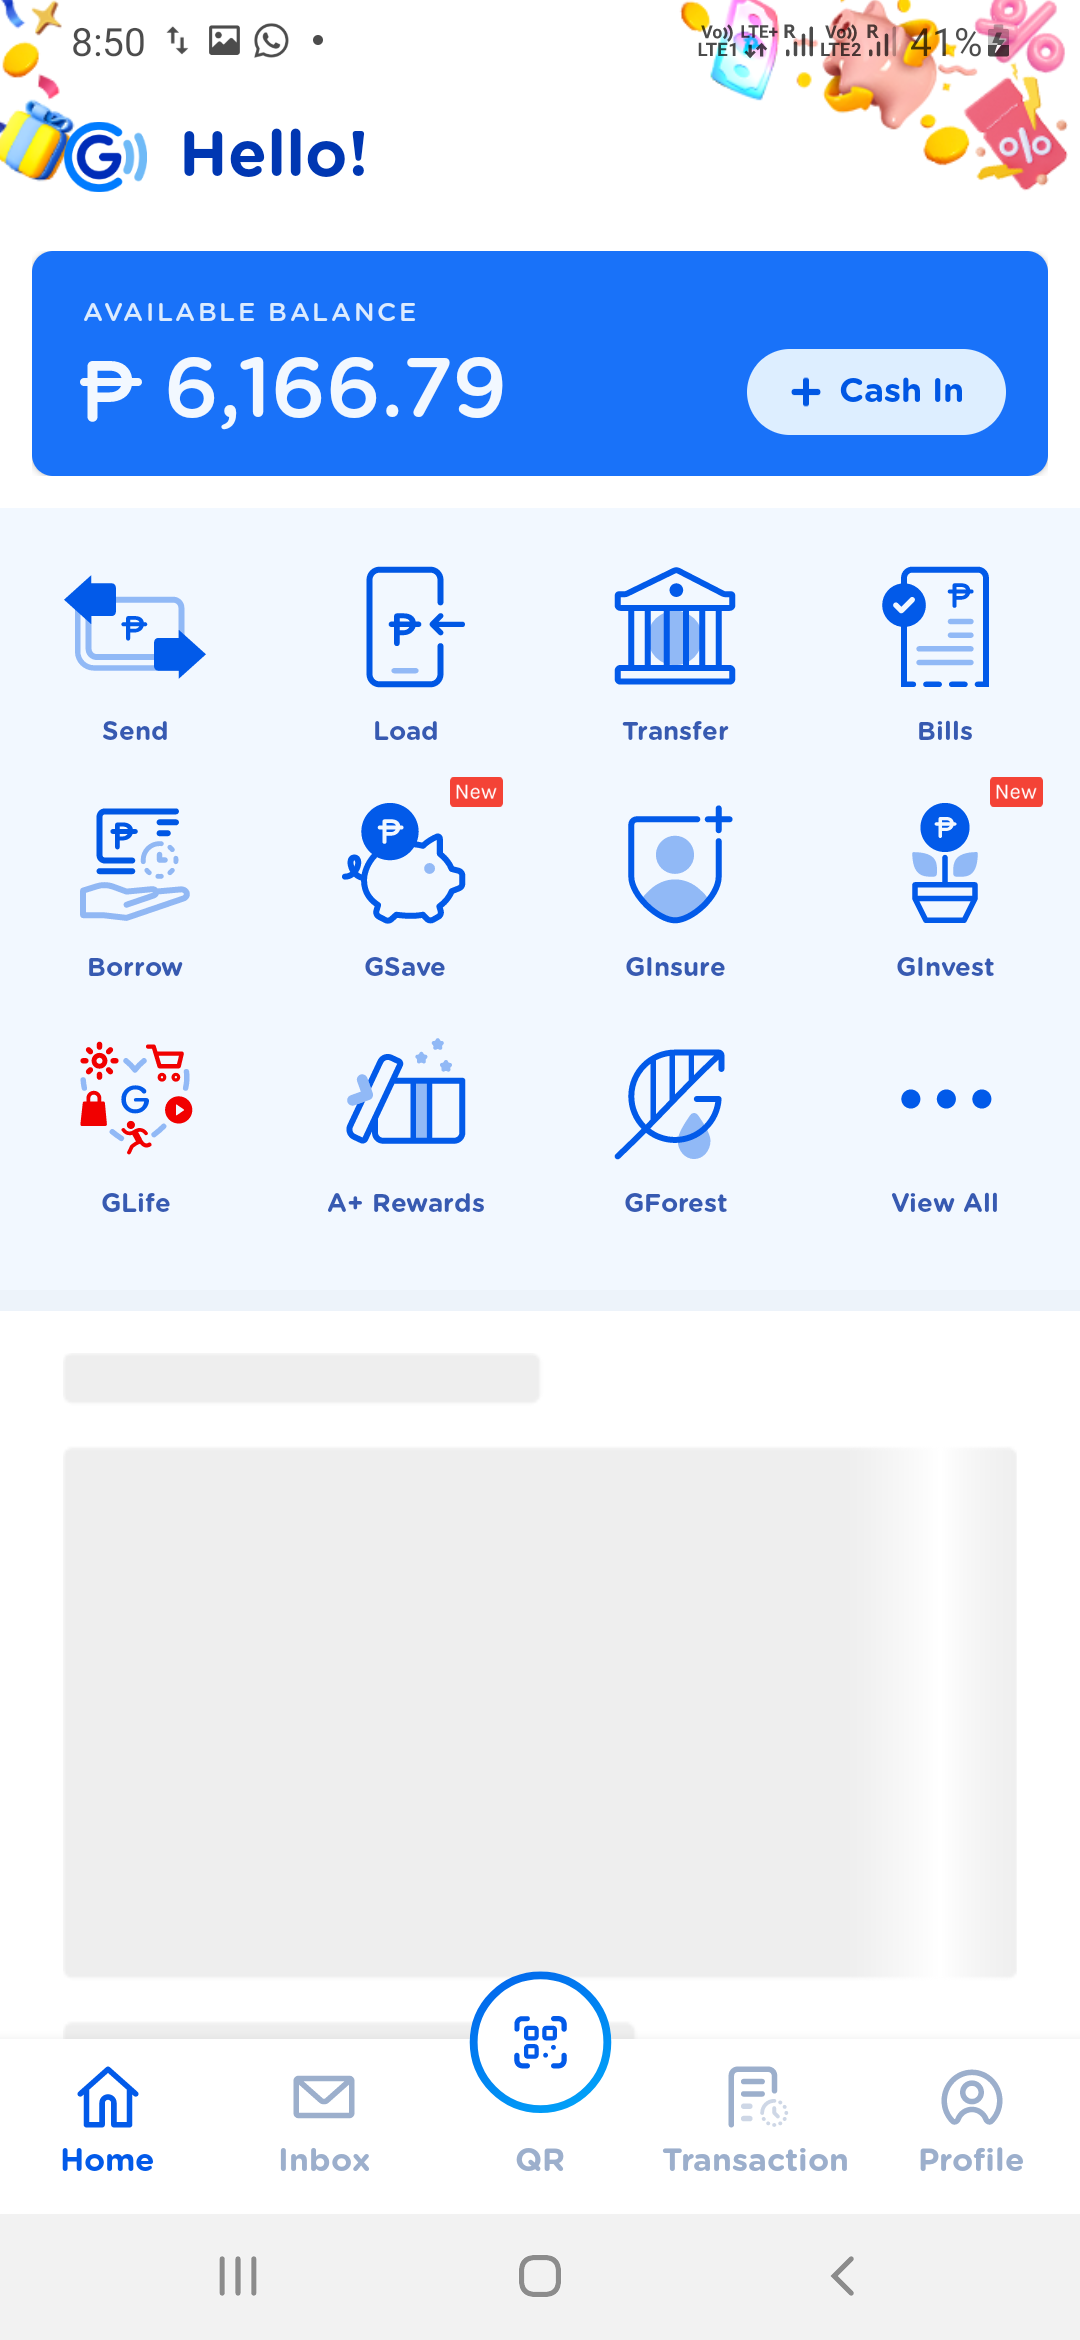 8:50
Vo)) LTE+ R Vo)) R 41%
LTE1 LTE2
G Hello!
AVAILABLE BALANCE
₱ 6,166.79
+ Cash In
Send Load Transfer Bills
New New
Borrow GSave GInsure GInvest
G
GLife A+ Rewards GForest View All
Home Inbox QR Transaction Profile